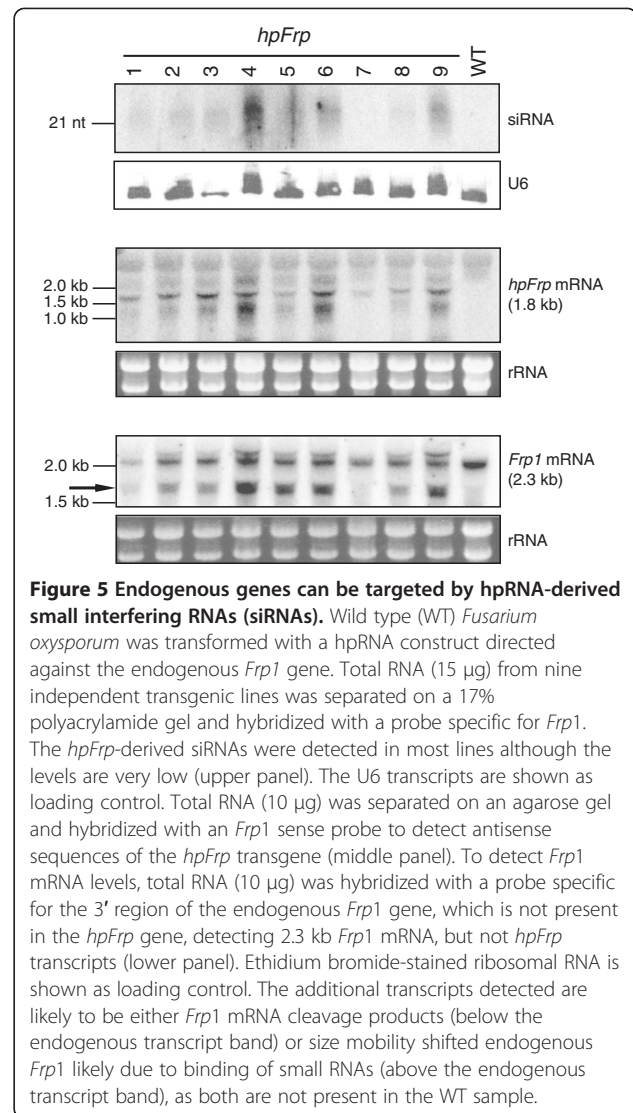 hpFrp
1 2 3 4 5 6 7 8 9 WT
21 nt
siRNA
U6
2.0 kb
1.5 kb
1.0 kb
hpFrp mRNA
(1.8 kb)
rRNA
2.0 kb
1.5 kb
Frp1 mRNA
(2.3 kb)
rRNA
Figure 5 Endogenous genes can be targeted by hpRNA-derived
small interfering RNAs (siRNAs). Wild type (WT) Fusarium
oxysporum was transformed with a hpRNA construct directed
against the endogenous Frp1 gene. Total RNA (15 μg) from nine
independent transgenic lines was separated on a 17%
polyacrylamide gel and hybridized with a probe specific for Frp1.
The hpFrp-derived siRNAs were detected in most lines although the
levels are very low (upper panel). The U6 transcripts are shown as
loading control. Total RNA (10 μg) was separated on an agarose gel
and hybridized with an Frp1 sense probe to detect antisense
sequences of the hpFrp transgene (middle panel). To detect Frp1
mRNA levels, total RNA (10 μg) was hybridized with a probe specific
for the 3′ region of the endogenous Frp1 gene, which is not present
in the hpFrp gene, detecting 2.3 kb Frp1 mRNA, but not hpFrp
transcripts (lower panel). Ethidium bromide-stained ribosomal RNA is
shown as loading control. The additional transcripts detected are
likely to be either Frp1 mRNA cleavage products (below the
endogenous transcript band) or size mobility shifted endogenous
Frp1 likely due to binding of small RNAs (above the endogenous
transcript band), as both are not present in the WT sample.